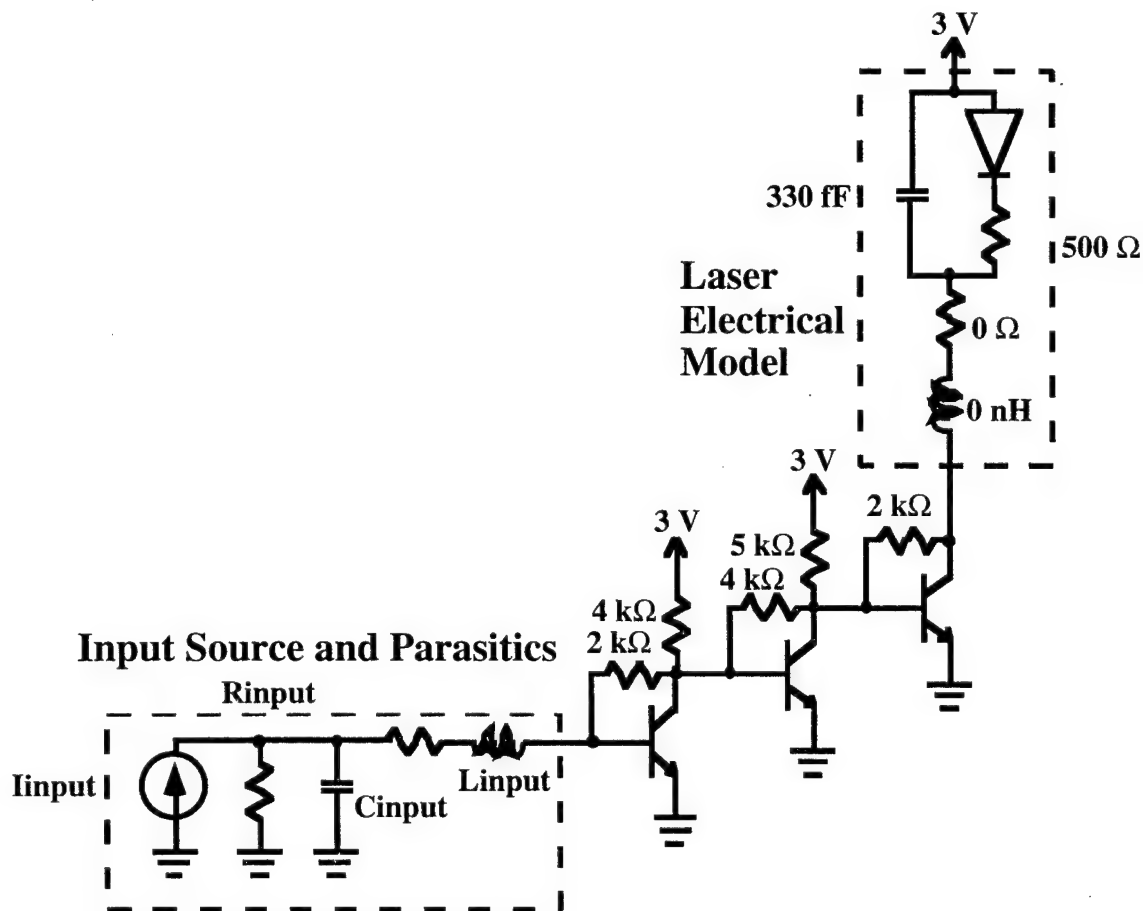 3 V
330 fF
500 Ω
Laser
Electrical
Model
0 Ω
0 nH
3 V
2 kΩ
3 V
5 kΩ
4 kΩ
4 kΩ
2 kΩ
Input Source and Parasitics
Rinput
Linput
Iinput
Cinput